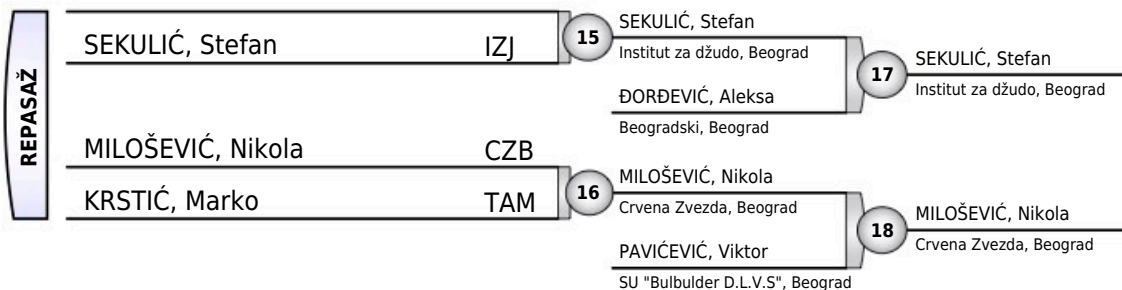 REPASAŽ
SEKULIĆ, Stefan IZJ
MILOŠEVIĆ, Nikola CZB
KRSTIĆ, Marko TAM
15
SEKULIĆ, Stefan
Institut za džudo, Beograd
ĐORĐEVIĆ, Aleksa
Beogradski, Beograd
16
MILOŠEVIĆ, Nikola
Crvena Zvezda, Beograd
PAVIĆEVIĆ, Viktor
SU "Bulbulder D.L.V.S", Beograd
17
SEKULIĆ, Stefan
Institut za džudo, Beograd
18
MILOŠEVIĆ, Nikola
Crvena Zvezda, Beograd